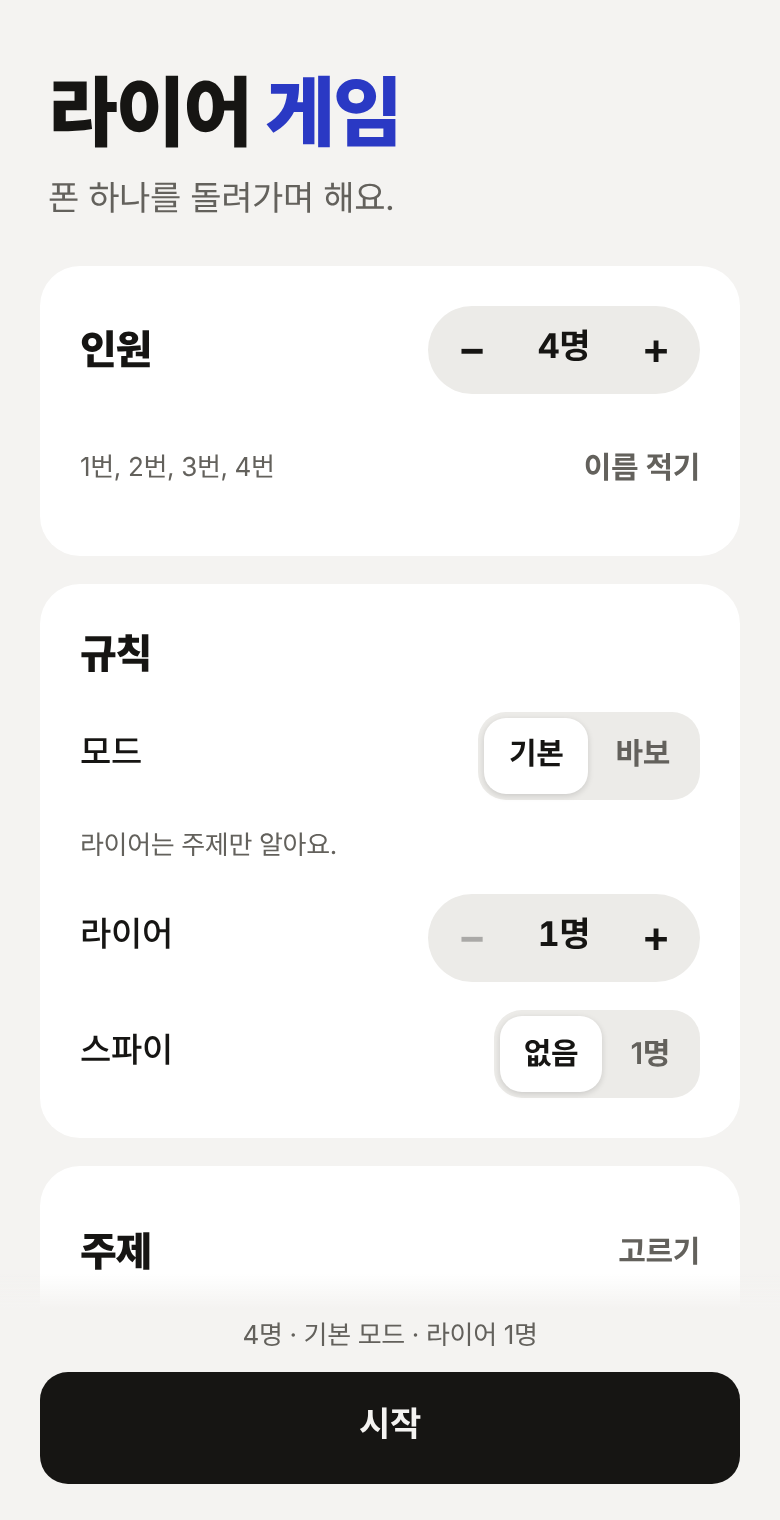 라이어 게임
폰 하나를 돌려가며 해요.
인원
− 4명 +
1번, 2번, 3번, 4번
이름 적기
규칙
모드
기본 바보
라이어는 주제만 알아요.
라이어
− 1명 +
스파이
없음 1명
주제
고르기
4명 · 기본 모드 · 라이어 1명
시작